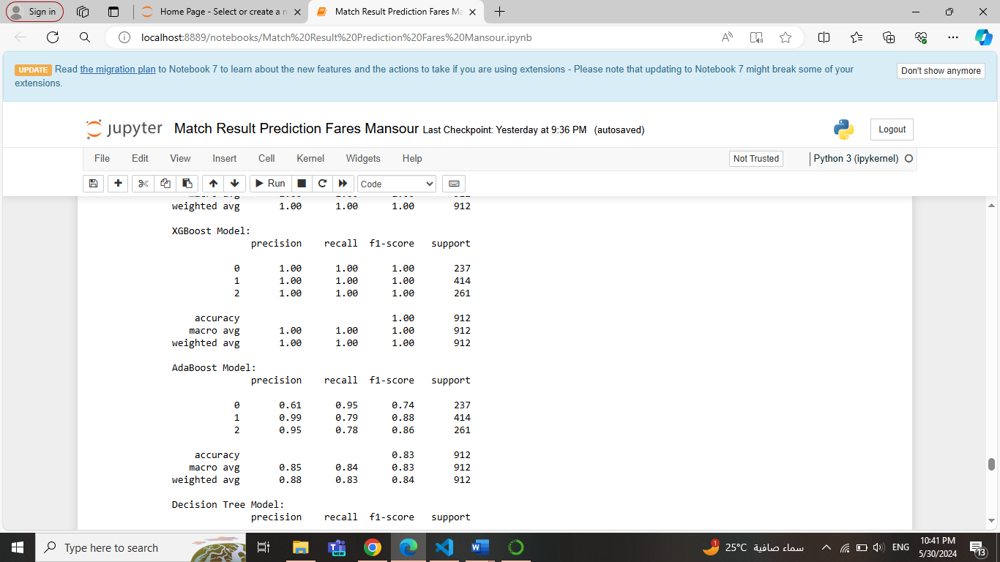 Sign in
Home Page - Select or create a n
Match Result Prediction Fares Ma
localhost:8889/notebooks/Match%20Result%20Prediction%20Fares%20Mansour.ipynb
UPDATE Read the migration plan to Notebook 7 to learn about the new features and the actions to take if you are using extensions - Please note that updating to Notebook 7 might break some of your
extensions.
Don't show anymore
jupyter Match Result Prediction Fares Mansour Last Checkpoint: Yesterday at 9:36 PM (autosaved)
Logout
File Edit View Insert Cell Kernel Widgets Help
Not Trusted Python 3 (ipykernel)
Run Code
weighted avg 1.00 1.00 1.00 912
XGBoost Model:
precision recall f1-score support
0 1.00 1.00 1.00 237
1 1.00 1.00 1.00 414
2 1.00 1.00 1.00 261
accuracy 1.00 912
macro avg 1.00 1.00 1.00 912
weighted avg 1.00 1.00 1.00 912
AdaBoost Model:
precision recall f1-score support
0 0.61 0.95 0.74 237
1 0.99 0.79 0.88 414
2 0.95 0.78 0.86 261
accuracy 0.83 912
macro avg 0.85 0.84 0.83 912
weighted avg 0.88 0.83 0.84 912
Decision Tree Model:
precision recall f1-score support
Type here to search
NEW
1
25°C سماء صافية
ENG
10:41 PM
5/30/2024
13